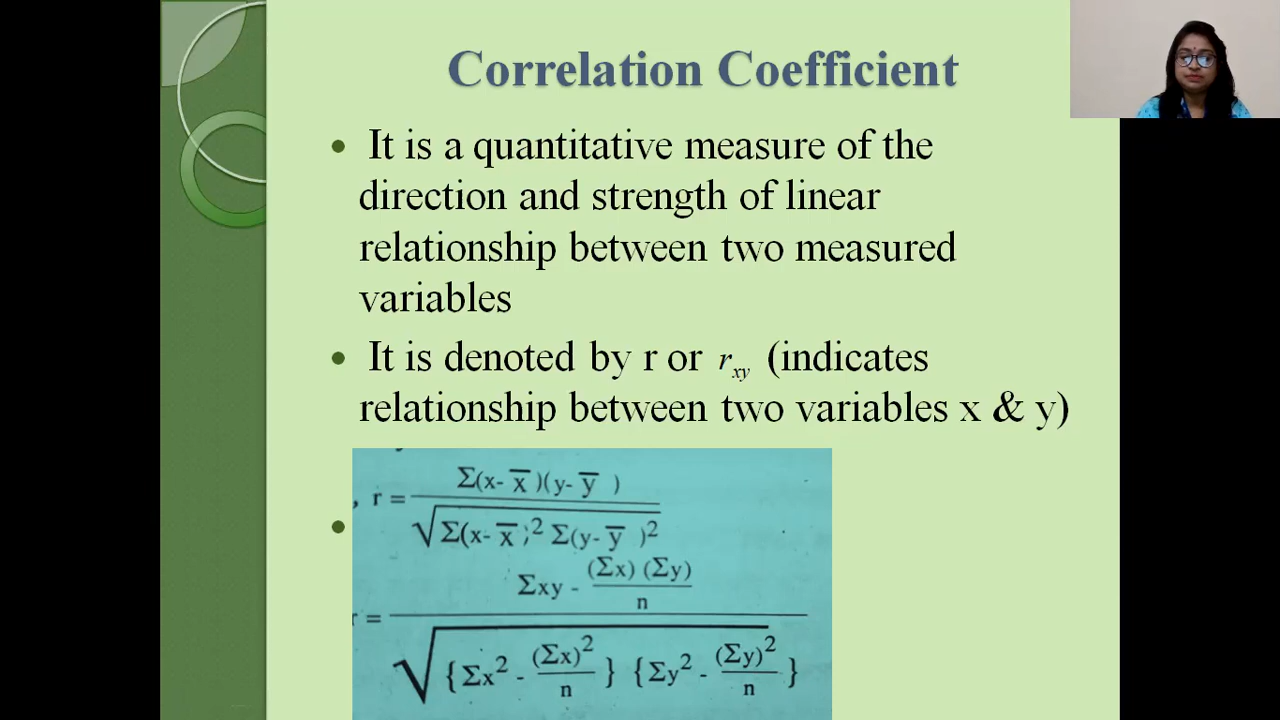 Correlation Coefficient
• It is a quantitative measure of the
direction and strength of linear
relationship between two measured
variables
• It is denoted by r or r_xy (indicates
relationship between two variables x & y)
•
, r = Σ(x- x̅ )(y- y̅ ) / √Σ(x- x̅ )² Σ(y- y̅ )²
r = Σxy - (Σx) (Σy)/n / √{Σx² - (Σx)²/n } {Σy² - (Σy)²/n }